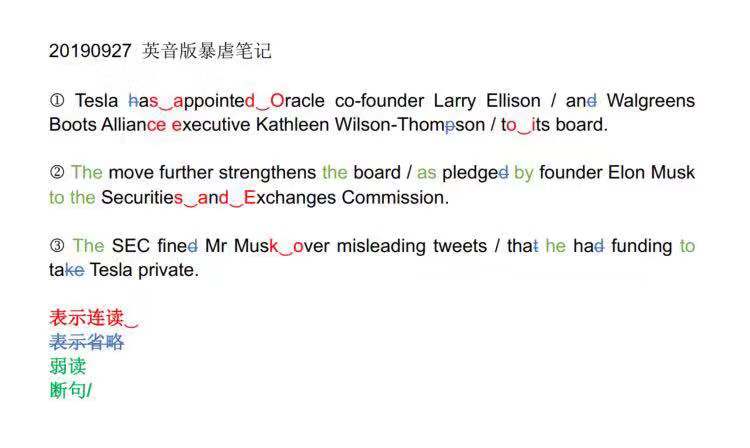 20190927 英音版暴虐笔记
① Tesla has‿appointed‿Oracle co-founder Larry Ellison / and Walgreens
Boots Alliance executive Kathleen Wilson-Thompson / to‿its board.
② The move further strengthens the board / as pledged by founder Elon Musk
to the Securities‿and‿Exchanges Commission.
③ The SEC fined Mr Musk‿over misleading tweets / that he had funding to
take Tesla private.
表示连读‿
表示省略
弱读
断句/